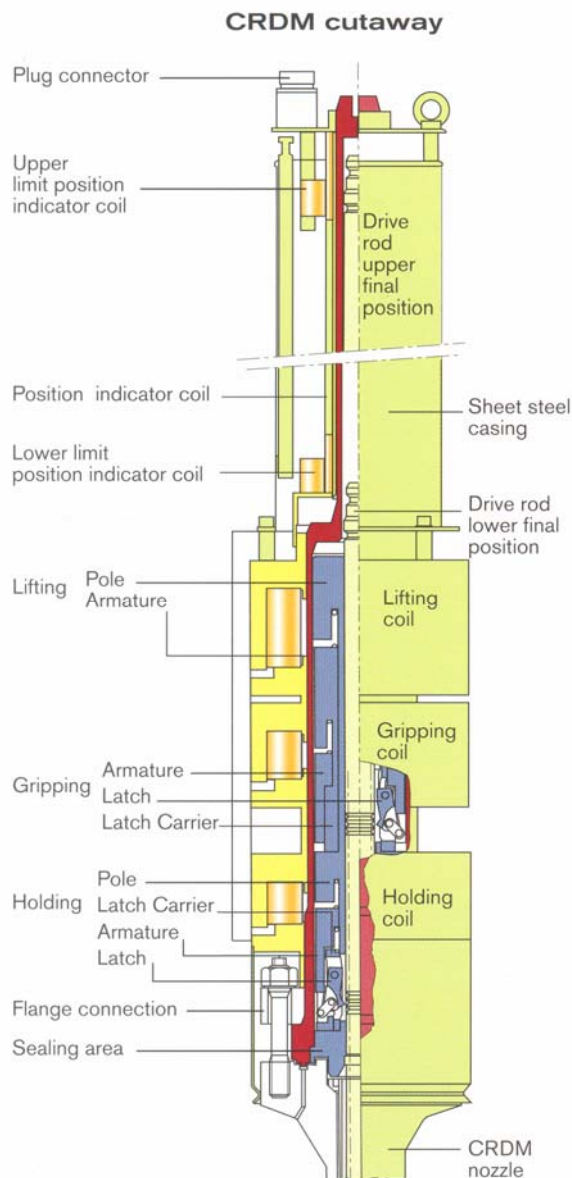 CRDM cutaway
Plug connector
Upper
limit position
indicator coil
Drive
rod
upper
final
position
Position indicator coil
Sheet steel
casing
Lower limit
position indicator coil
Drive rod
lower final
position
Lifting
Pole
Armature
Lifting
coil
Gripping
coil
Gripping
Armature
Latch
Latch Carrier
Holding
Pole
Latch Carrier
Armature
Latch
Holding
coil
Flange connection
Sealing area
CRDM
nozzle